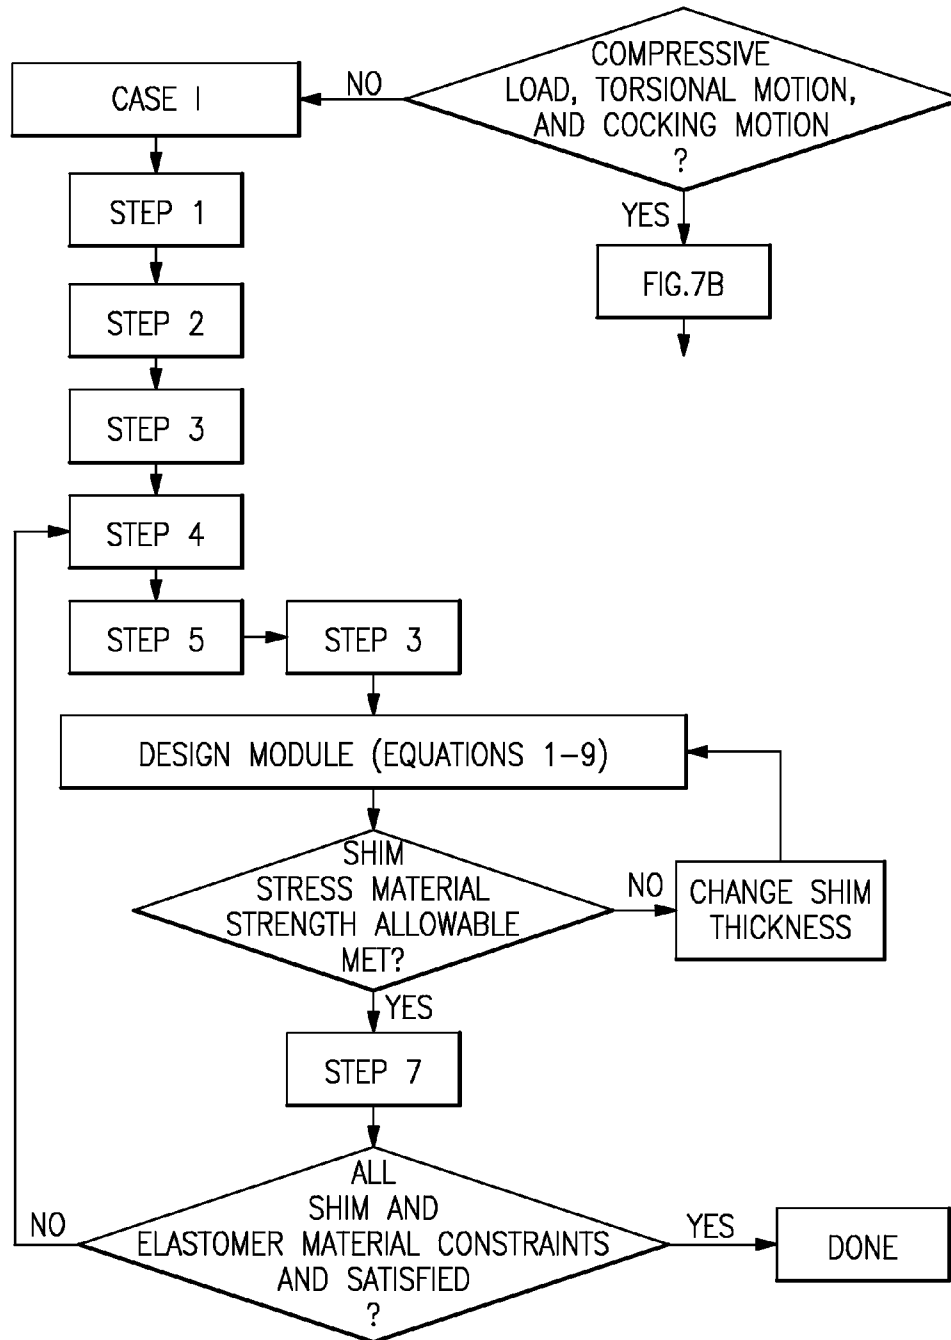 COMPRESSIVE
LOAD, TORSIONAL MOTION,
AND COCKING MOTION
?
NO
CASE I
YES
STEP 1
FIG.7B
STEP 2
STEP 3
STEP 4
STEP 5
STEP 3
DESIGN MODULE (EQUATIONS 1-9)
SHIM
STRESS MATERIAL
STRENGTH ALLOWABLE
MET?
NO
CHANGE SHIM
THICKNESS
YES
STEP 7
ALL
SHIM AND
ELASTOMER MATERIAL CONSTRAINTS
AND SATISFIED
?
NO
YES
DONE